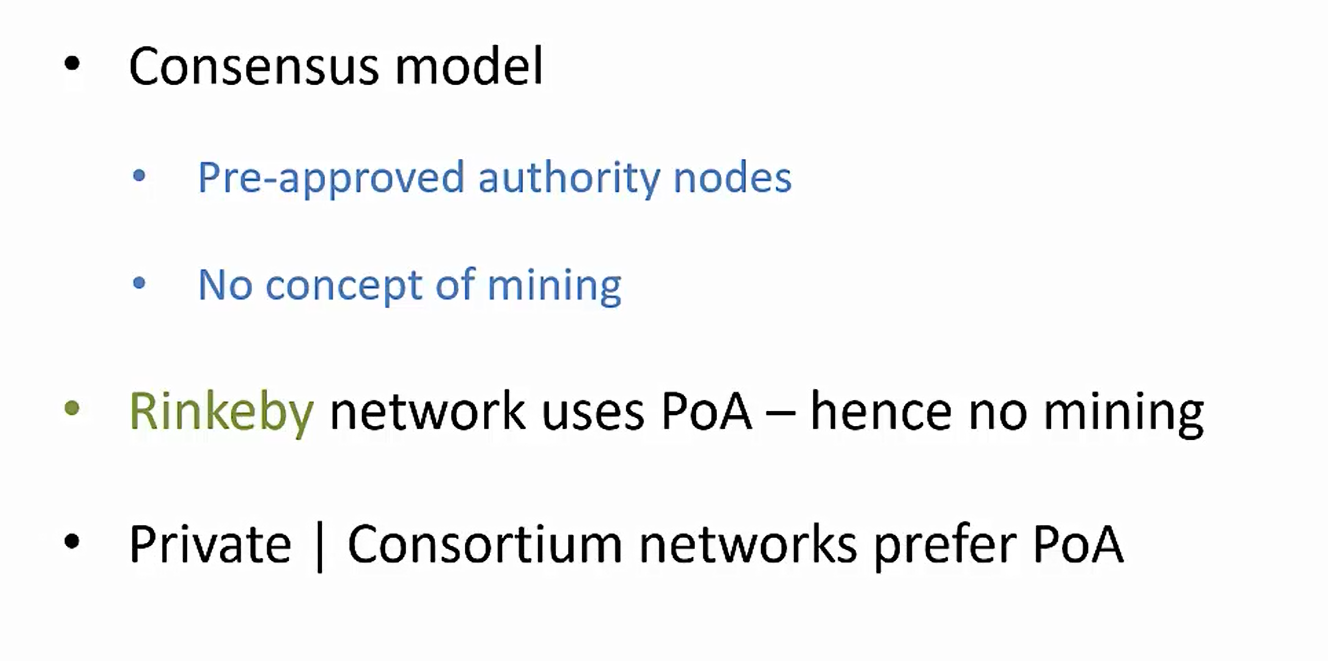 • Consensus model
• Pre-approved authority nodes
• No concept of mining
• Rinkeby network uses PoA – hence no mining
• Private | Consortium networks prefer PoA